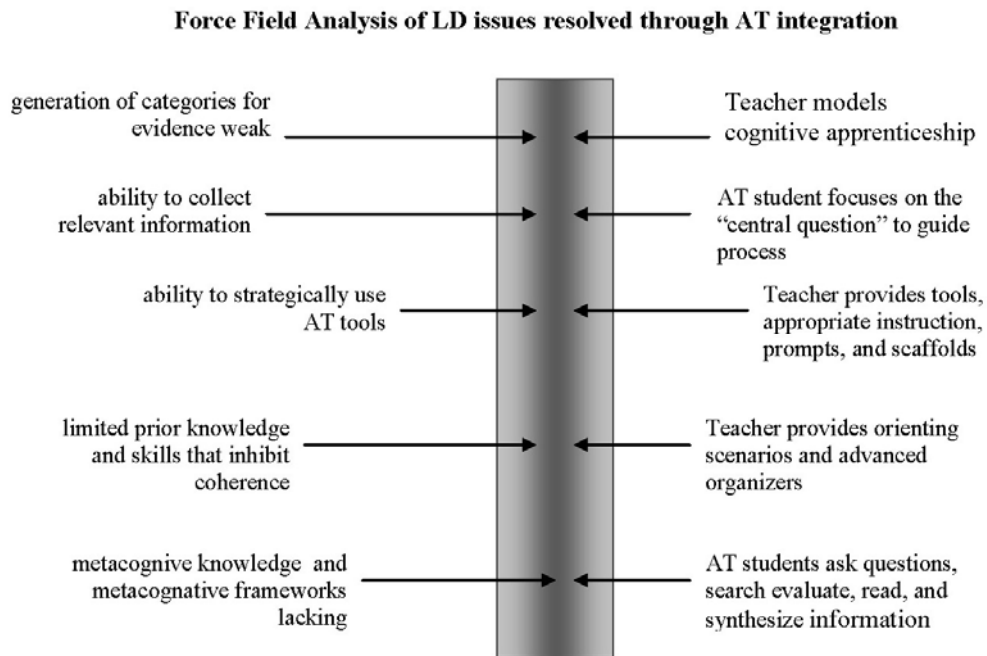 Force Field Analysis of LD issues resolved through AT integration
generation of categories for
evidence weak
Teacher models
cognitive apprenticeship
ability to collect
relevant information
AT student focuses on the
“central question” to guide
process
ability to strategically use
AT tools
Teacher provides tools,
appropriate instruction,
prompts, and scaffolds
limited prior knowledge
and skills that inhibit
coherence
Teacher provides orienting
scenarios and advanced
organizers
metacognive knowledge and
metacognative frameworks
lacking
AT students ask questions,
search evaluate, read, and
synthesize information